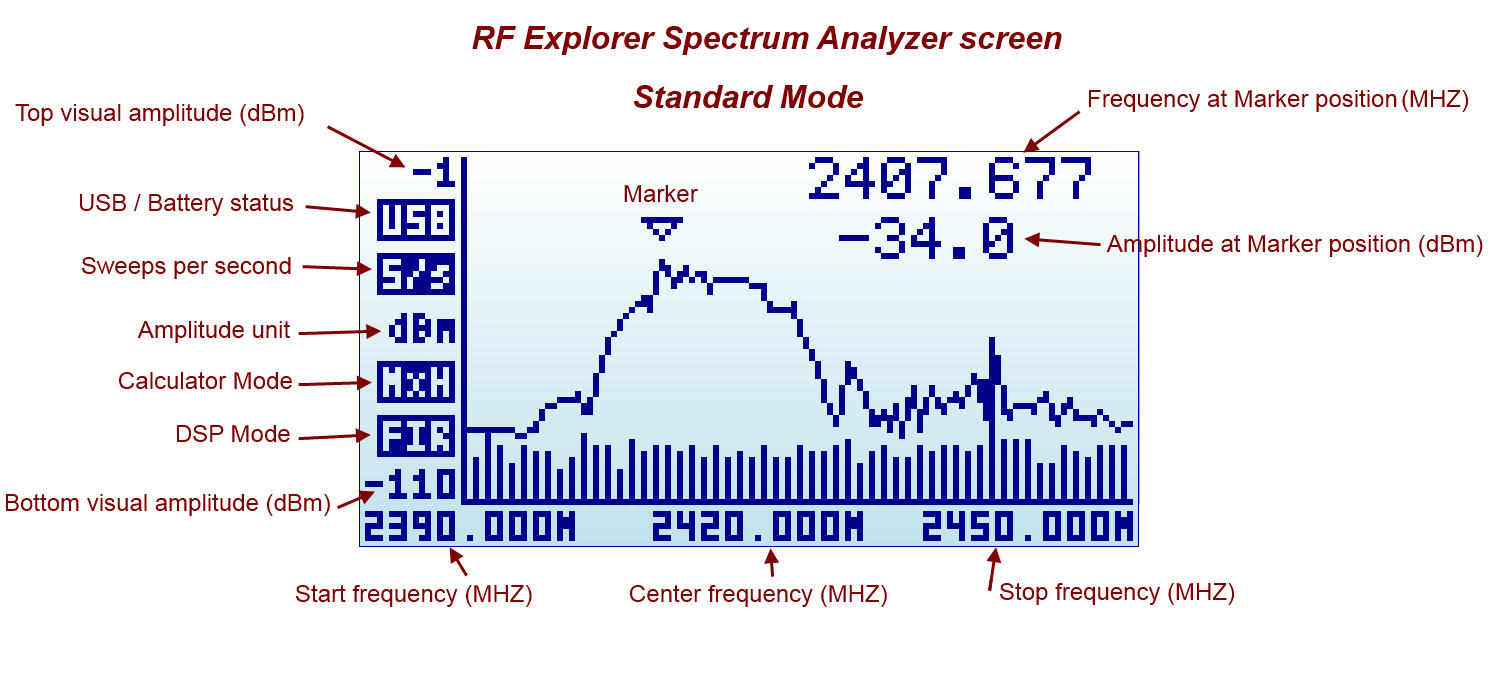 RF Explorer Spectrum Analyzer screen
Standard Mode
Top visual amplitude (dBm)
Frequency at Marker position (MHZ)
-1
2407.677
Marker
USB / Battery status
USB
-34.0
Amplitude at Marker position (dBm)
Sweeps per second
S/S
Amplitude unit
dBm
Calculator Mode
MXH
DSP Mode
FIR
Bottom visual amplitude (dBm)
-110
2390.000M 2420.000M 2450.000M
Start frequency (MHZ)
Center frequency (MHZ)
Stop frequency (MHZ)